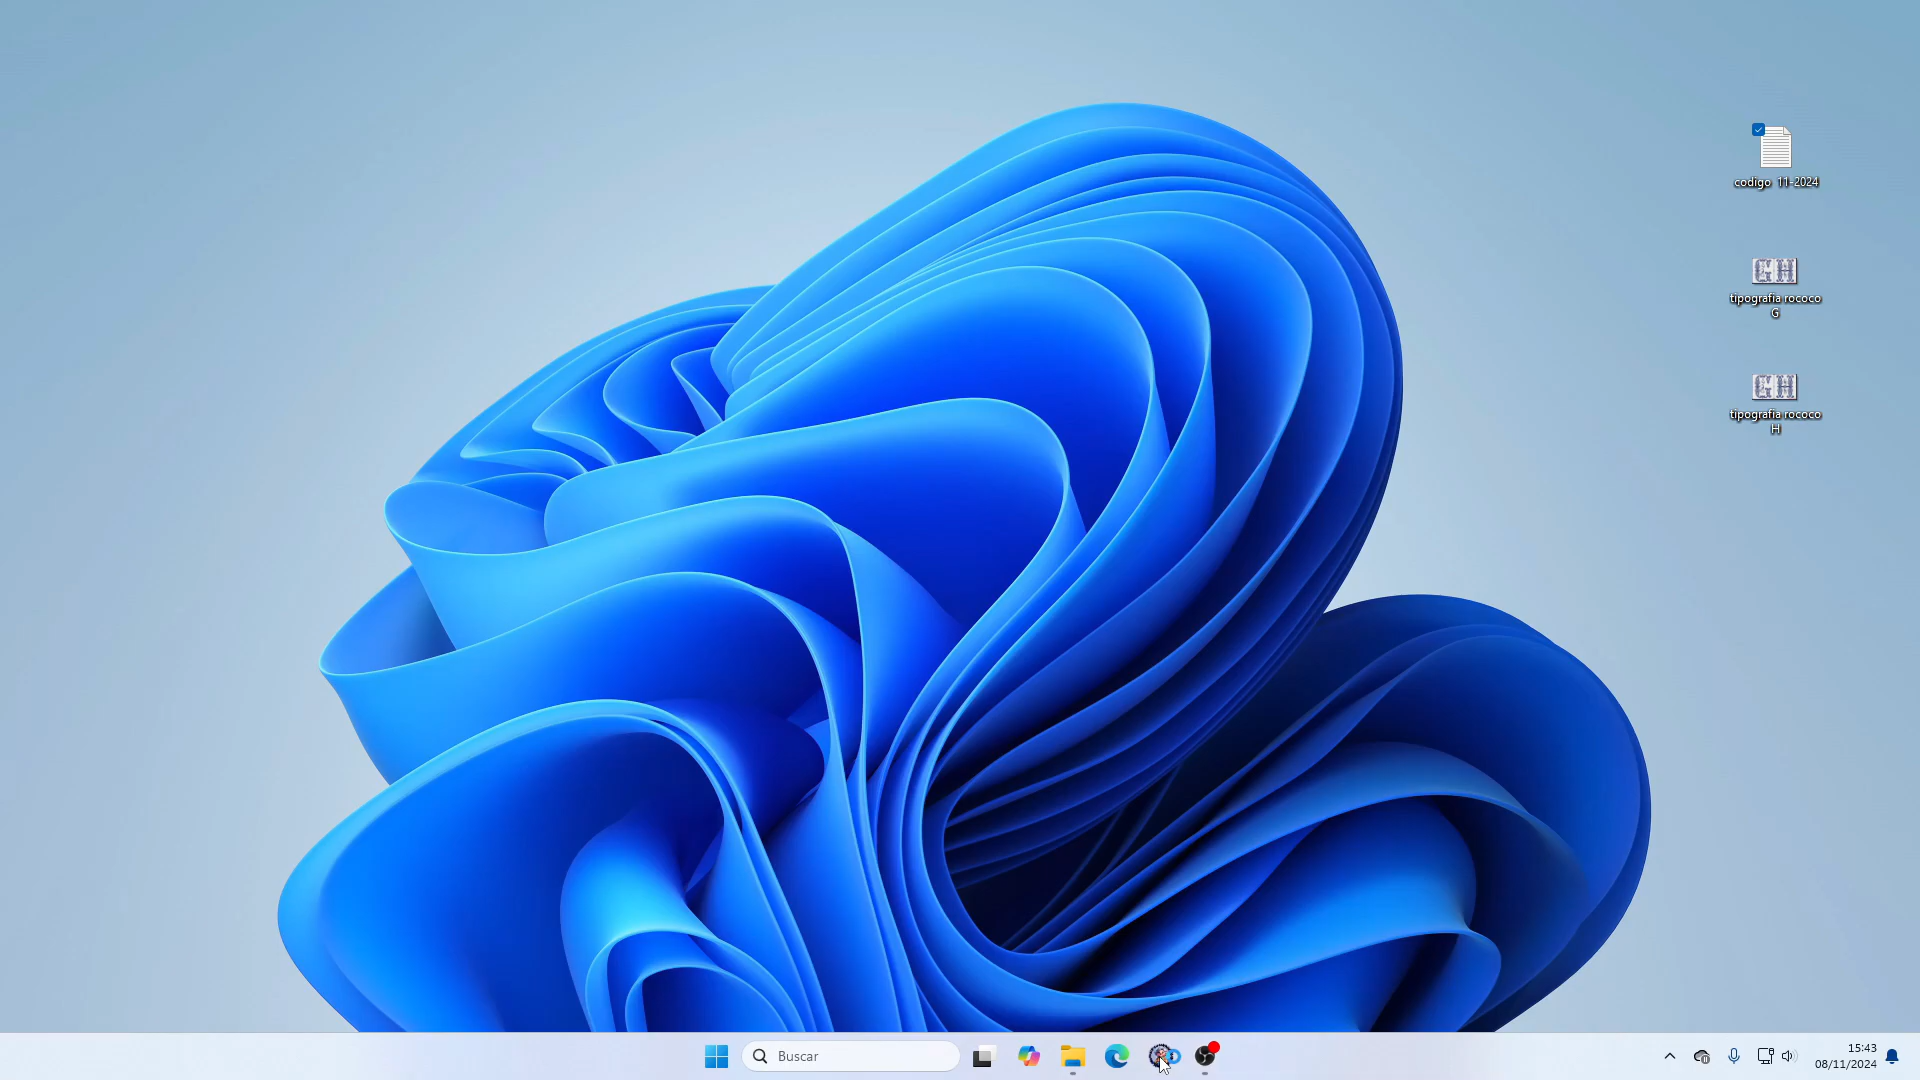 codigo 11-2024
tipografia rococo
G
tipografia rococo
H
Buscar
15:43
08/11/2024